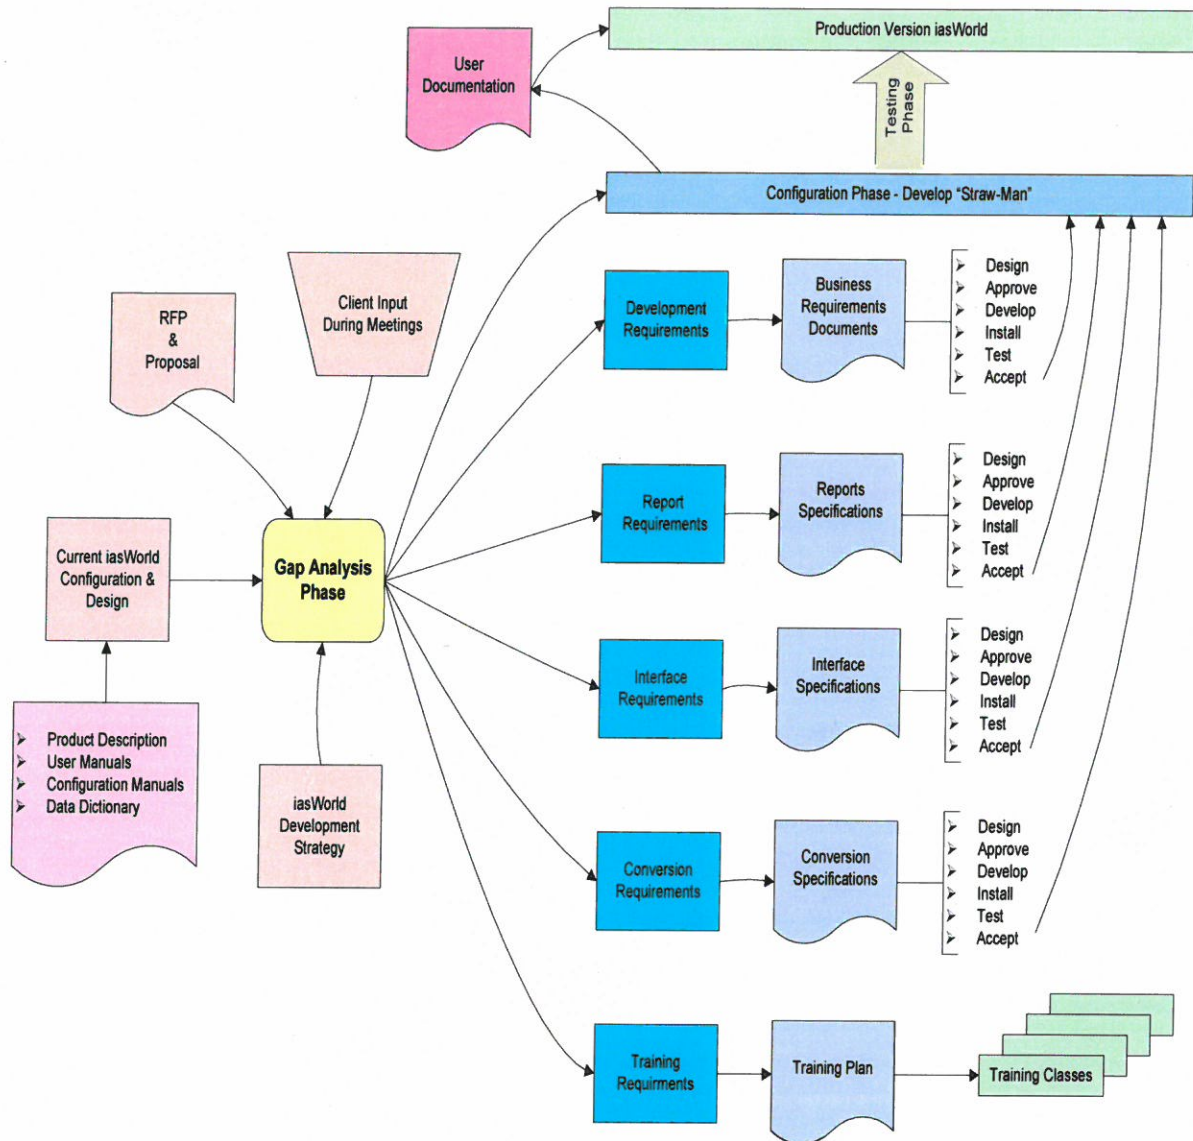 Production Version iasWorld
User
Documentation
Testing
Phase
Configuration Phase - Develop “Straw-Man”
RFP
&
Proposal
Client Input
During Meetings
Development
Requirements
Business
Requirements
Documents
Design
Approve
Develop
Install
Test
Accept
Report
Requirements
Reports
Specifications
Design
Approve
Develop
Install
Test
Accept
Current iasWorld
Configuration &
Design
Gap Analysis
Phase
Interface
Requirements
Interface
Specifications
Design
Approve
Develop
Install
Test
Accept
Product Description
User Manuals
Configuration Manuals
Data Dictionary
iasWorld
Development
Strategy
Conversion
Requirements
Conversion
Specifications
Design
Approve
Develop
Install
Test
Accept
Training
Requirments
Training Plan
Training Classes